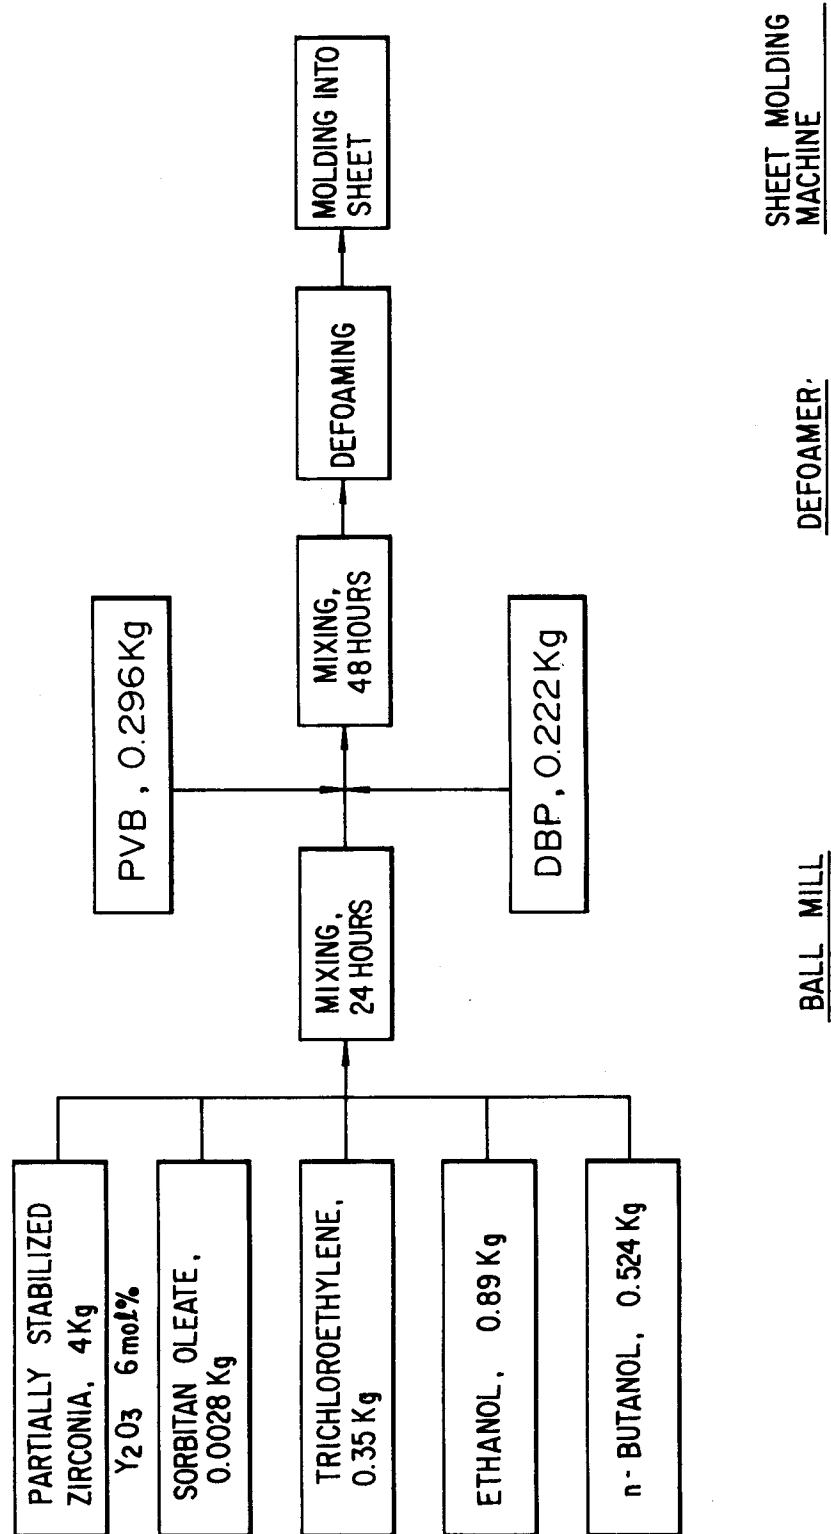 PARTIALLY STABILIZED
ZIRCONIA, 4Kg
Y2O3 6mol%
SORBITAN OLEATE,
0.0028 Kg
TRICHLOROETHYLENE,
0.35 Kg
ETHANOL, 0.89 Kg
n- BUTANOL, 0.524 Kg
MIXING,
24 HOURS
PVB, 0.296Kg
DBP, 0.222Kg
MIXING,
48 HOURS
DEFOAMING
MOLDING INTO
SHEET
BALL MILL
DEFOAMER.
SHEET MOLDING
MACHINE